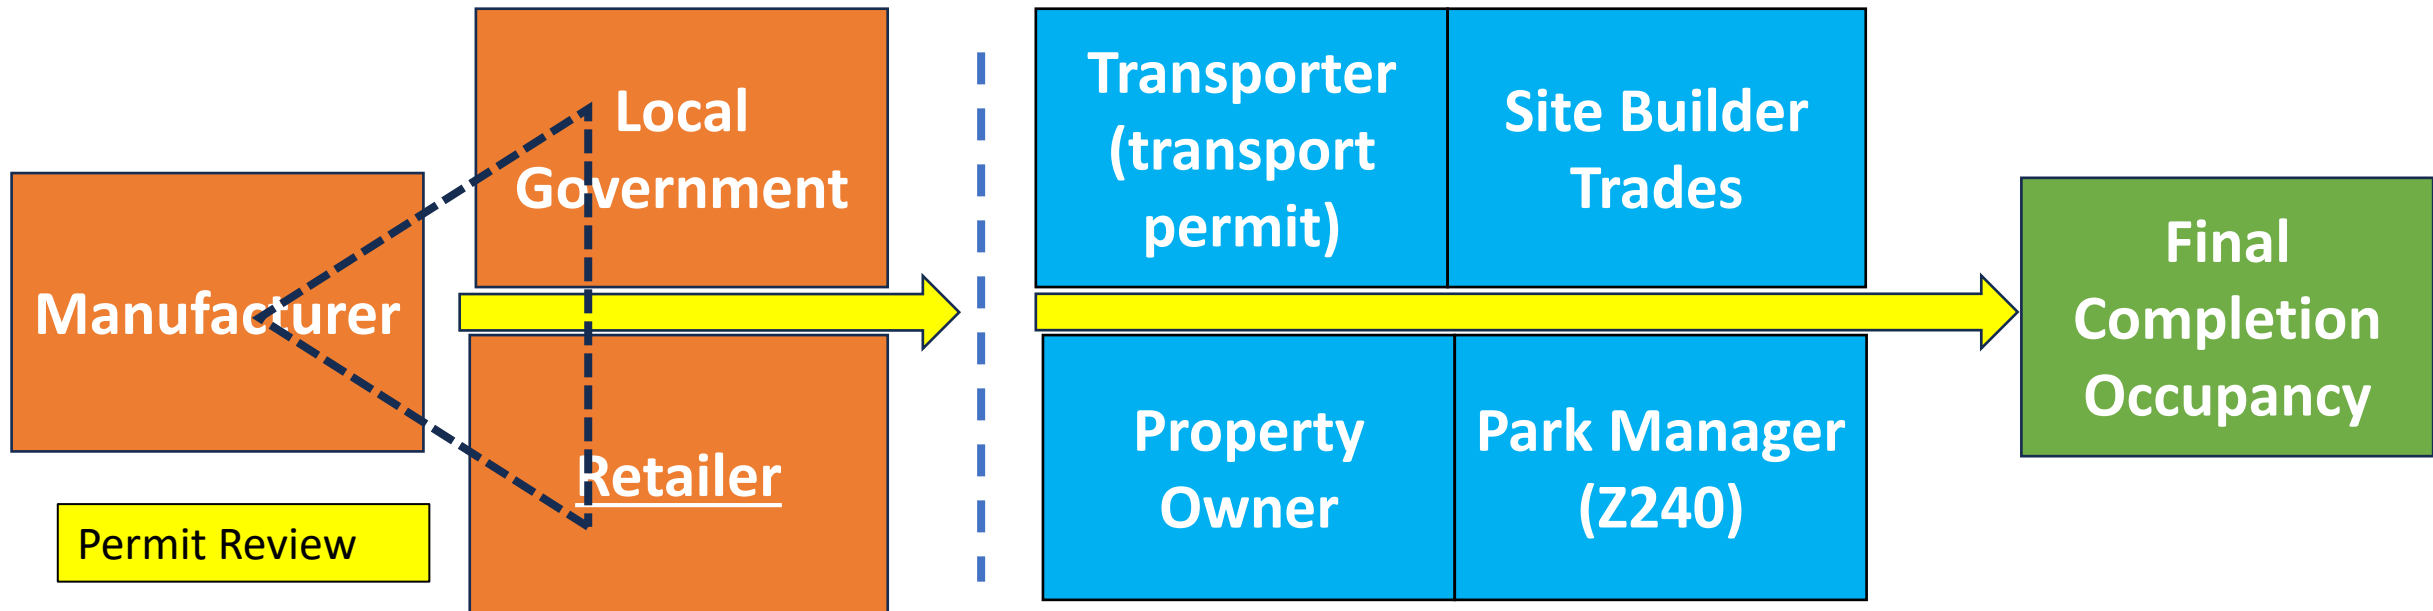 Manufacturer
Local
Government
Retailer
Permit Review
Transporter
(transport
permit)
Site Builder
Trades
Property
Owner
Park Manager
(Z240)
Final
Completion
Occupancy